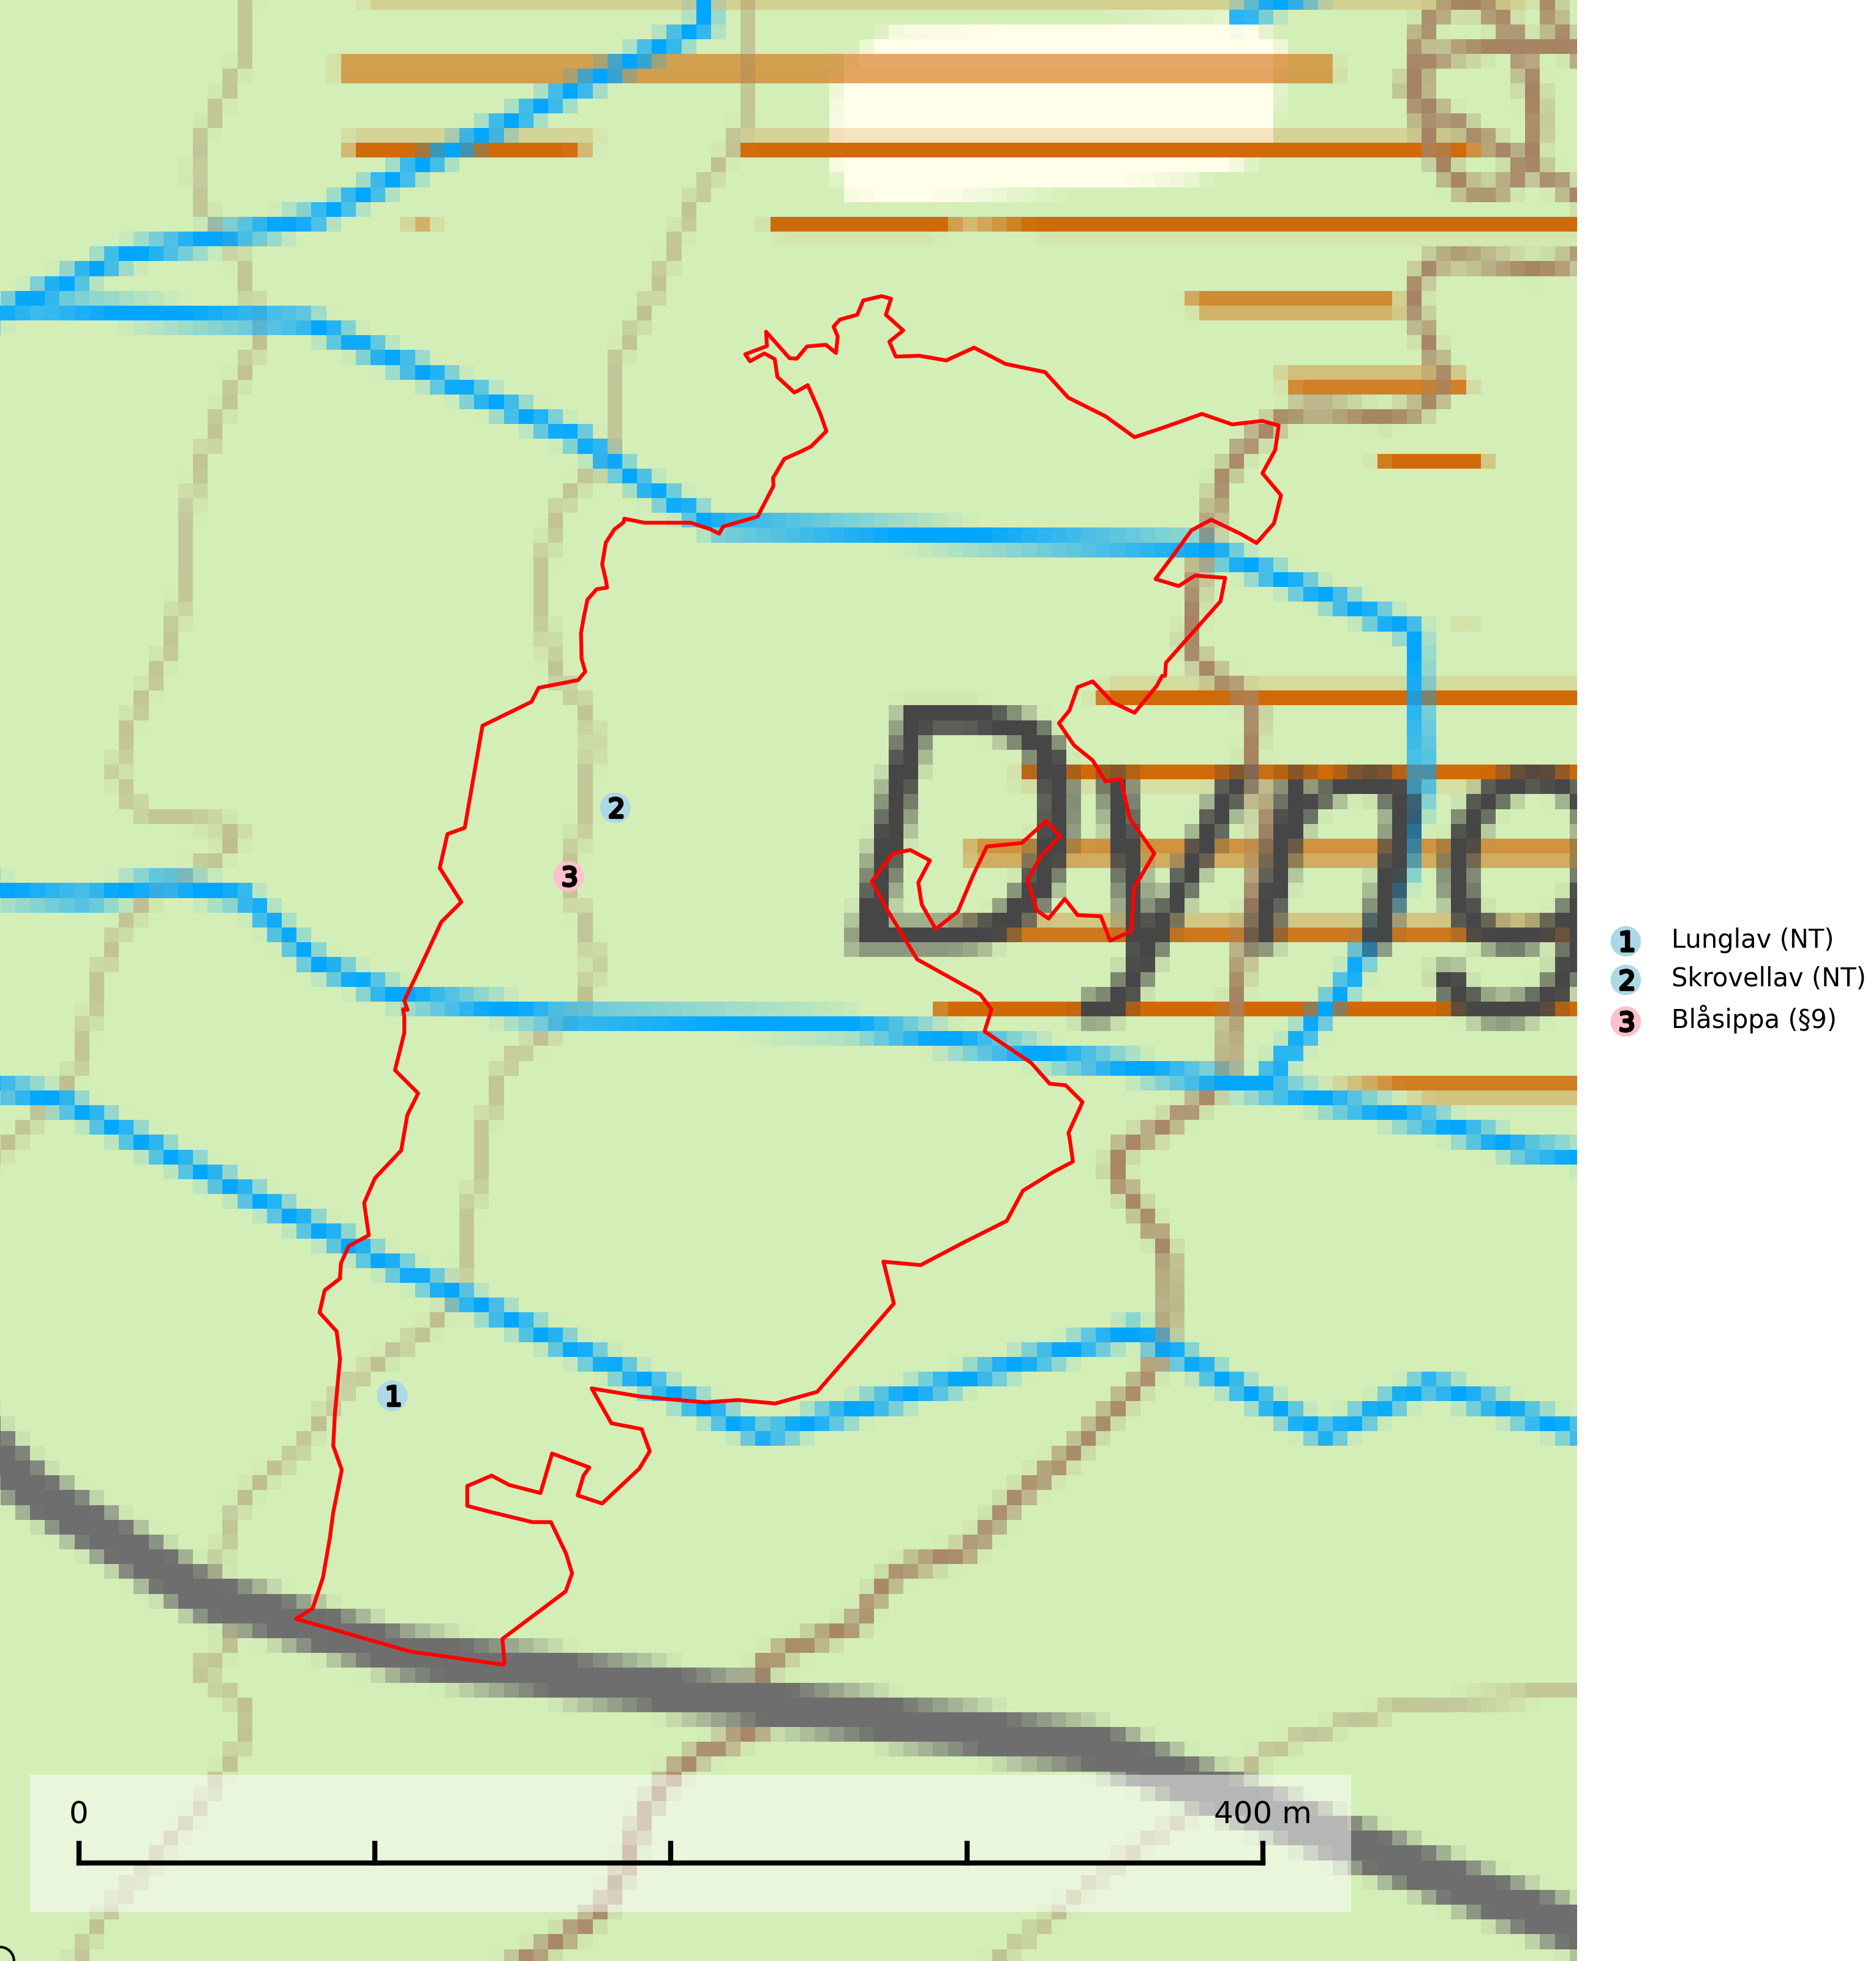 2
3
Dyng
1 Lunglav (NT)
2 Skrovellav (NT)
3 Blåsippa (§9)
1
0 400 m